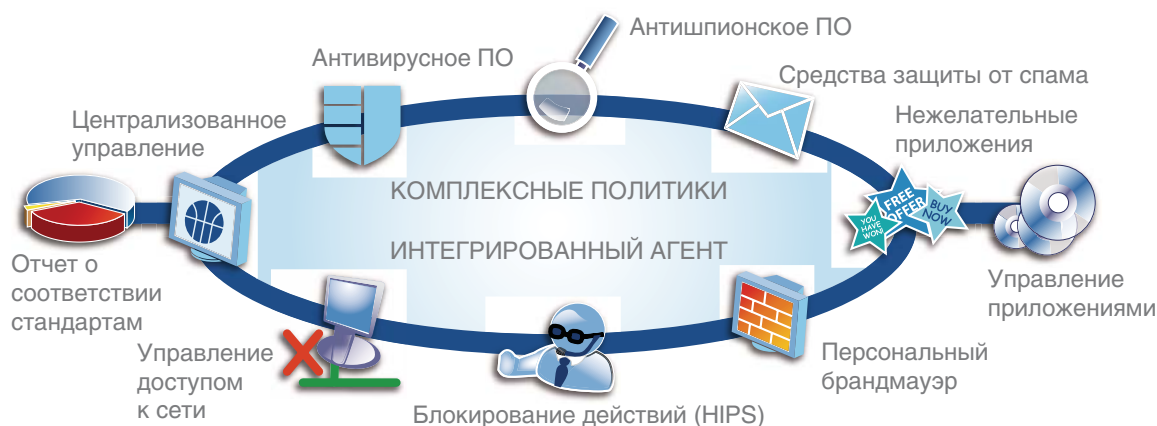 Антишпионское ПО
Антивирусное ПО
Средства защиты от спама
Централизованное
управление
Нежелательные
приложения
КОМПЛЕКСНЫЕ ПОЛИТИКИ
ИНТЕГРИРОВАННЫЙ АГЕНТ
FREE
OFFER
BUY
NOW
YOU
HAVE
WON
Отчет о
соответствии
стандартам
Управление
приложениями
Управление
доступом
к сети
Персональный
брандмауэр
Блокирование действий (HIPS)